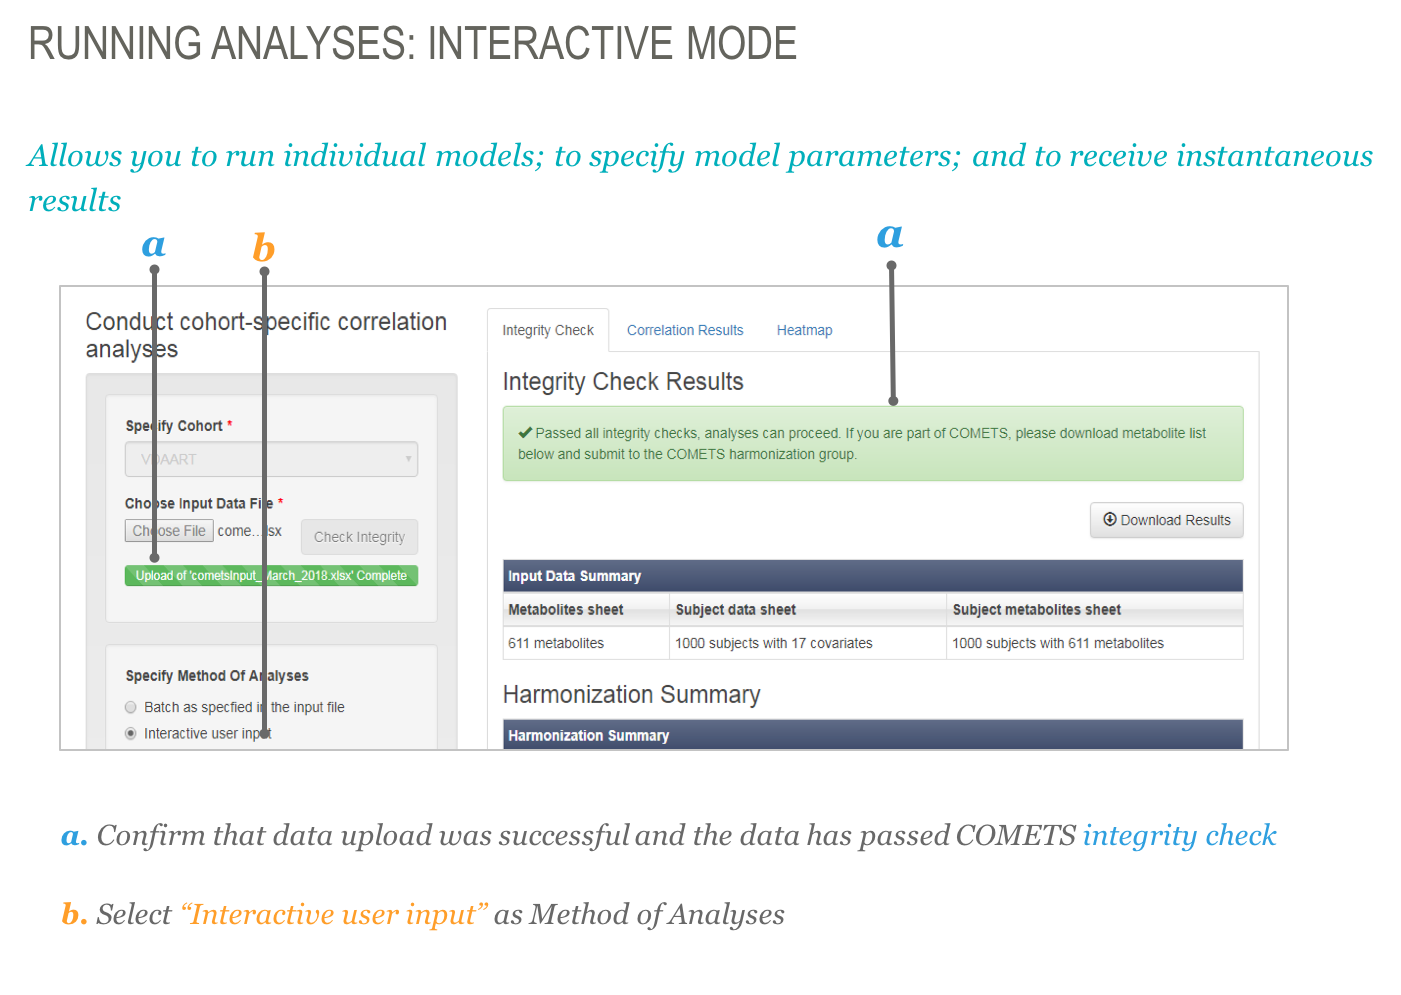 RUNNING ANALYSES: INTERACTIVE MODE
Allows you to run individual models; to specify model parameters; and to receive instantaneous
results
a
b
a
Conduct cohort-specific correlation
analyses
Specify Cohort *
VDAART
Choose Input Data File *
Choose File come...lsx
Check Integrity
Upload of 'cometsInput_March_2018.xlsx' Complete
Specify Method Of Analyses
Batch as specfied in the input file
Interactive user input
Integrity Check
Correlation Results
Heatmap
Integrity Check Results
Passed all integrity checks, analyses can proceed. If you are part of COMETS, please download metabolite list
below and submit to the COMETS harmonization group.
Download Results
Input Data Summary
Metabolites sheet Subject data sheet Subject metabolites sheet
611 metabolites 1000 subjects with 17 covariates 1000 subjects with 611 metabolites
Harmonization Summary
Harmonization Summary
a. Confirm that data upload was successful and the data has passed COMETS integrity check
b. Select “Interactive user input” as Method of Analyses